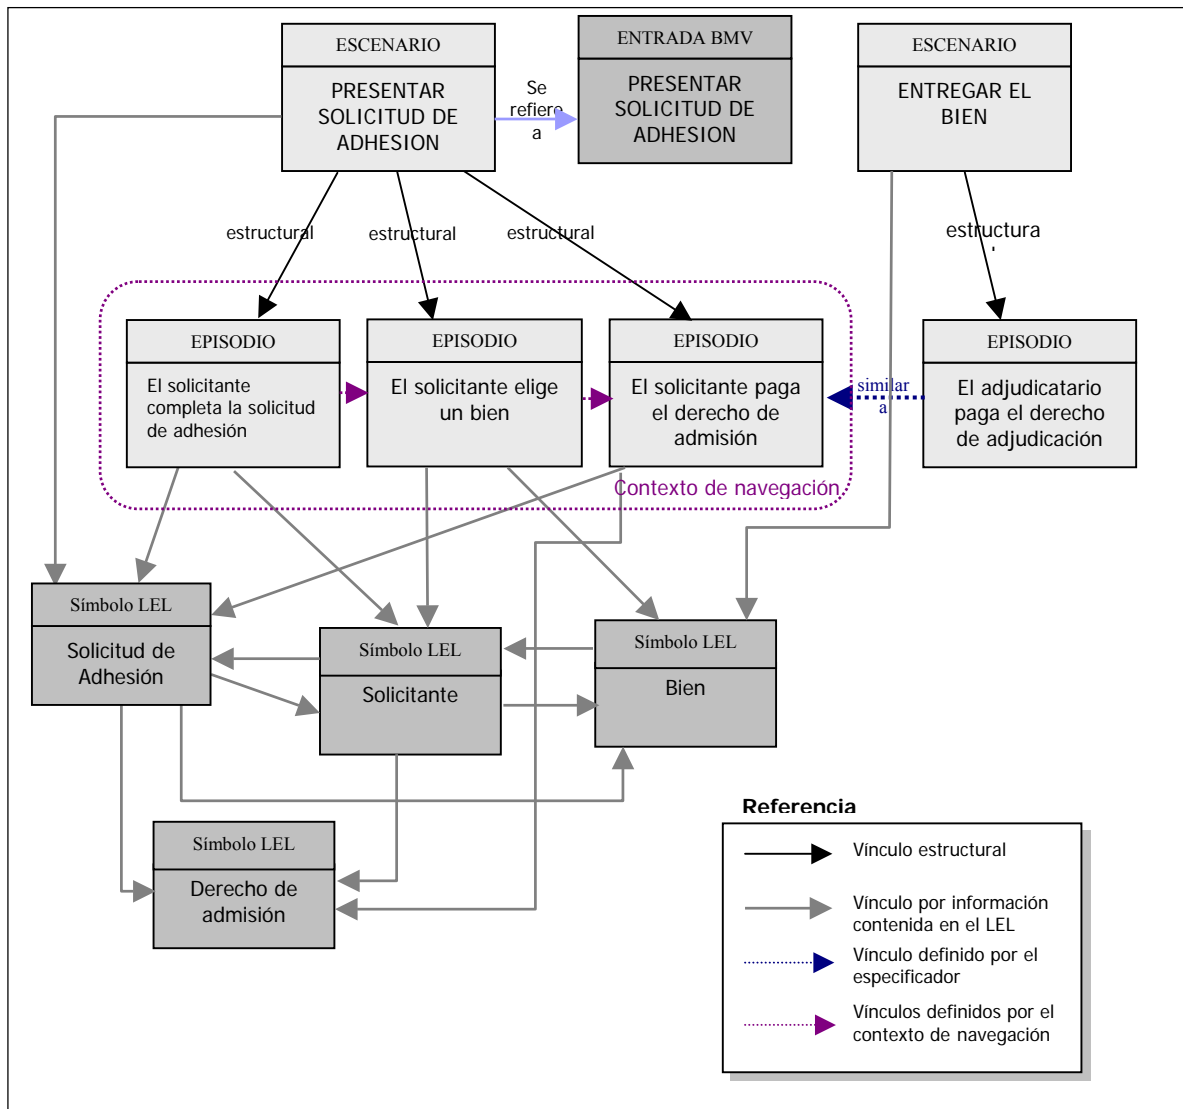 ESCENARIO
PRESENTAR
SOLICITUD DE
ADHESION
Se
refiere
a
ENTRADA BMV
PRESENTAR
SOLICITUD DE
ADHESION
ESCENARIO
ENTREGAR EL
BIEN
estructural
estructural
estructural
estructura
EPISODIO
El solicitante
completa la solicitud
de adhesión
EPISODIO
El solicitante elige
un bien
EPISODIO
El solicitante paga
el derecho de
admisión
similar
a
EPISODIO
El adjudicatario
paga el derecho
de adjudicación
Contexto de navegación
Símbolo LEL
Solicitud de
Adhesión
Símbolo LEL
Solicitante
Símbolo LEL
Bien
Símbolo LEL
Derecho de
admisión
Referencia
Vínculo estructural
Vínculo por información
contenida en el LEL
Vínculo definido por el
especificador
Vínculos definidos por el
contexto de navegación